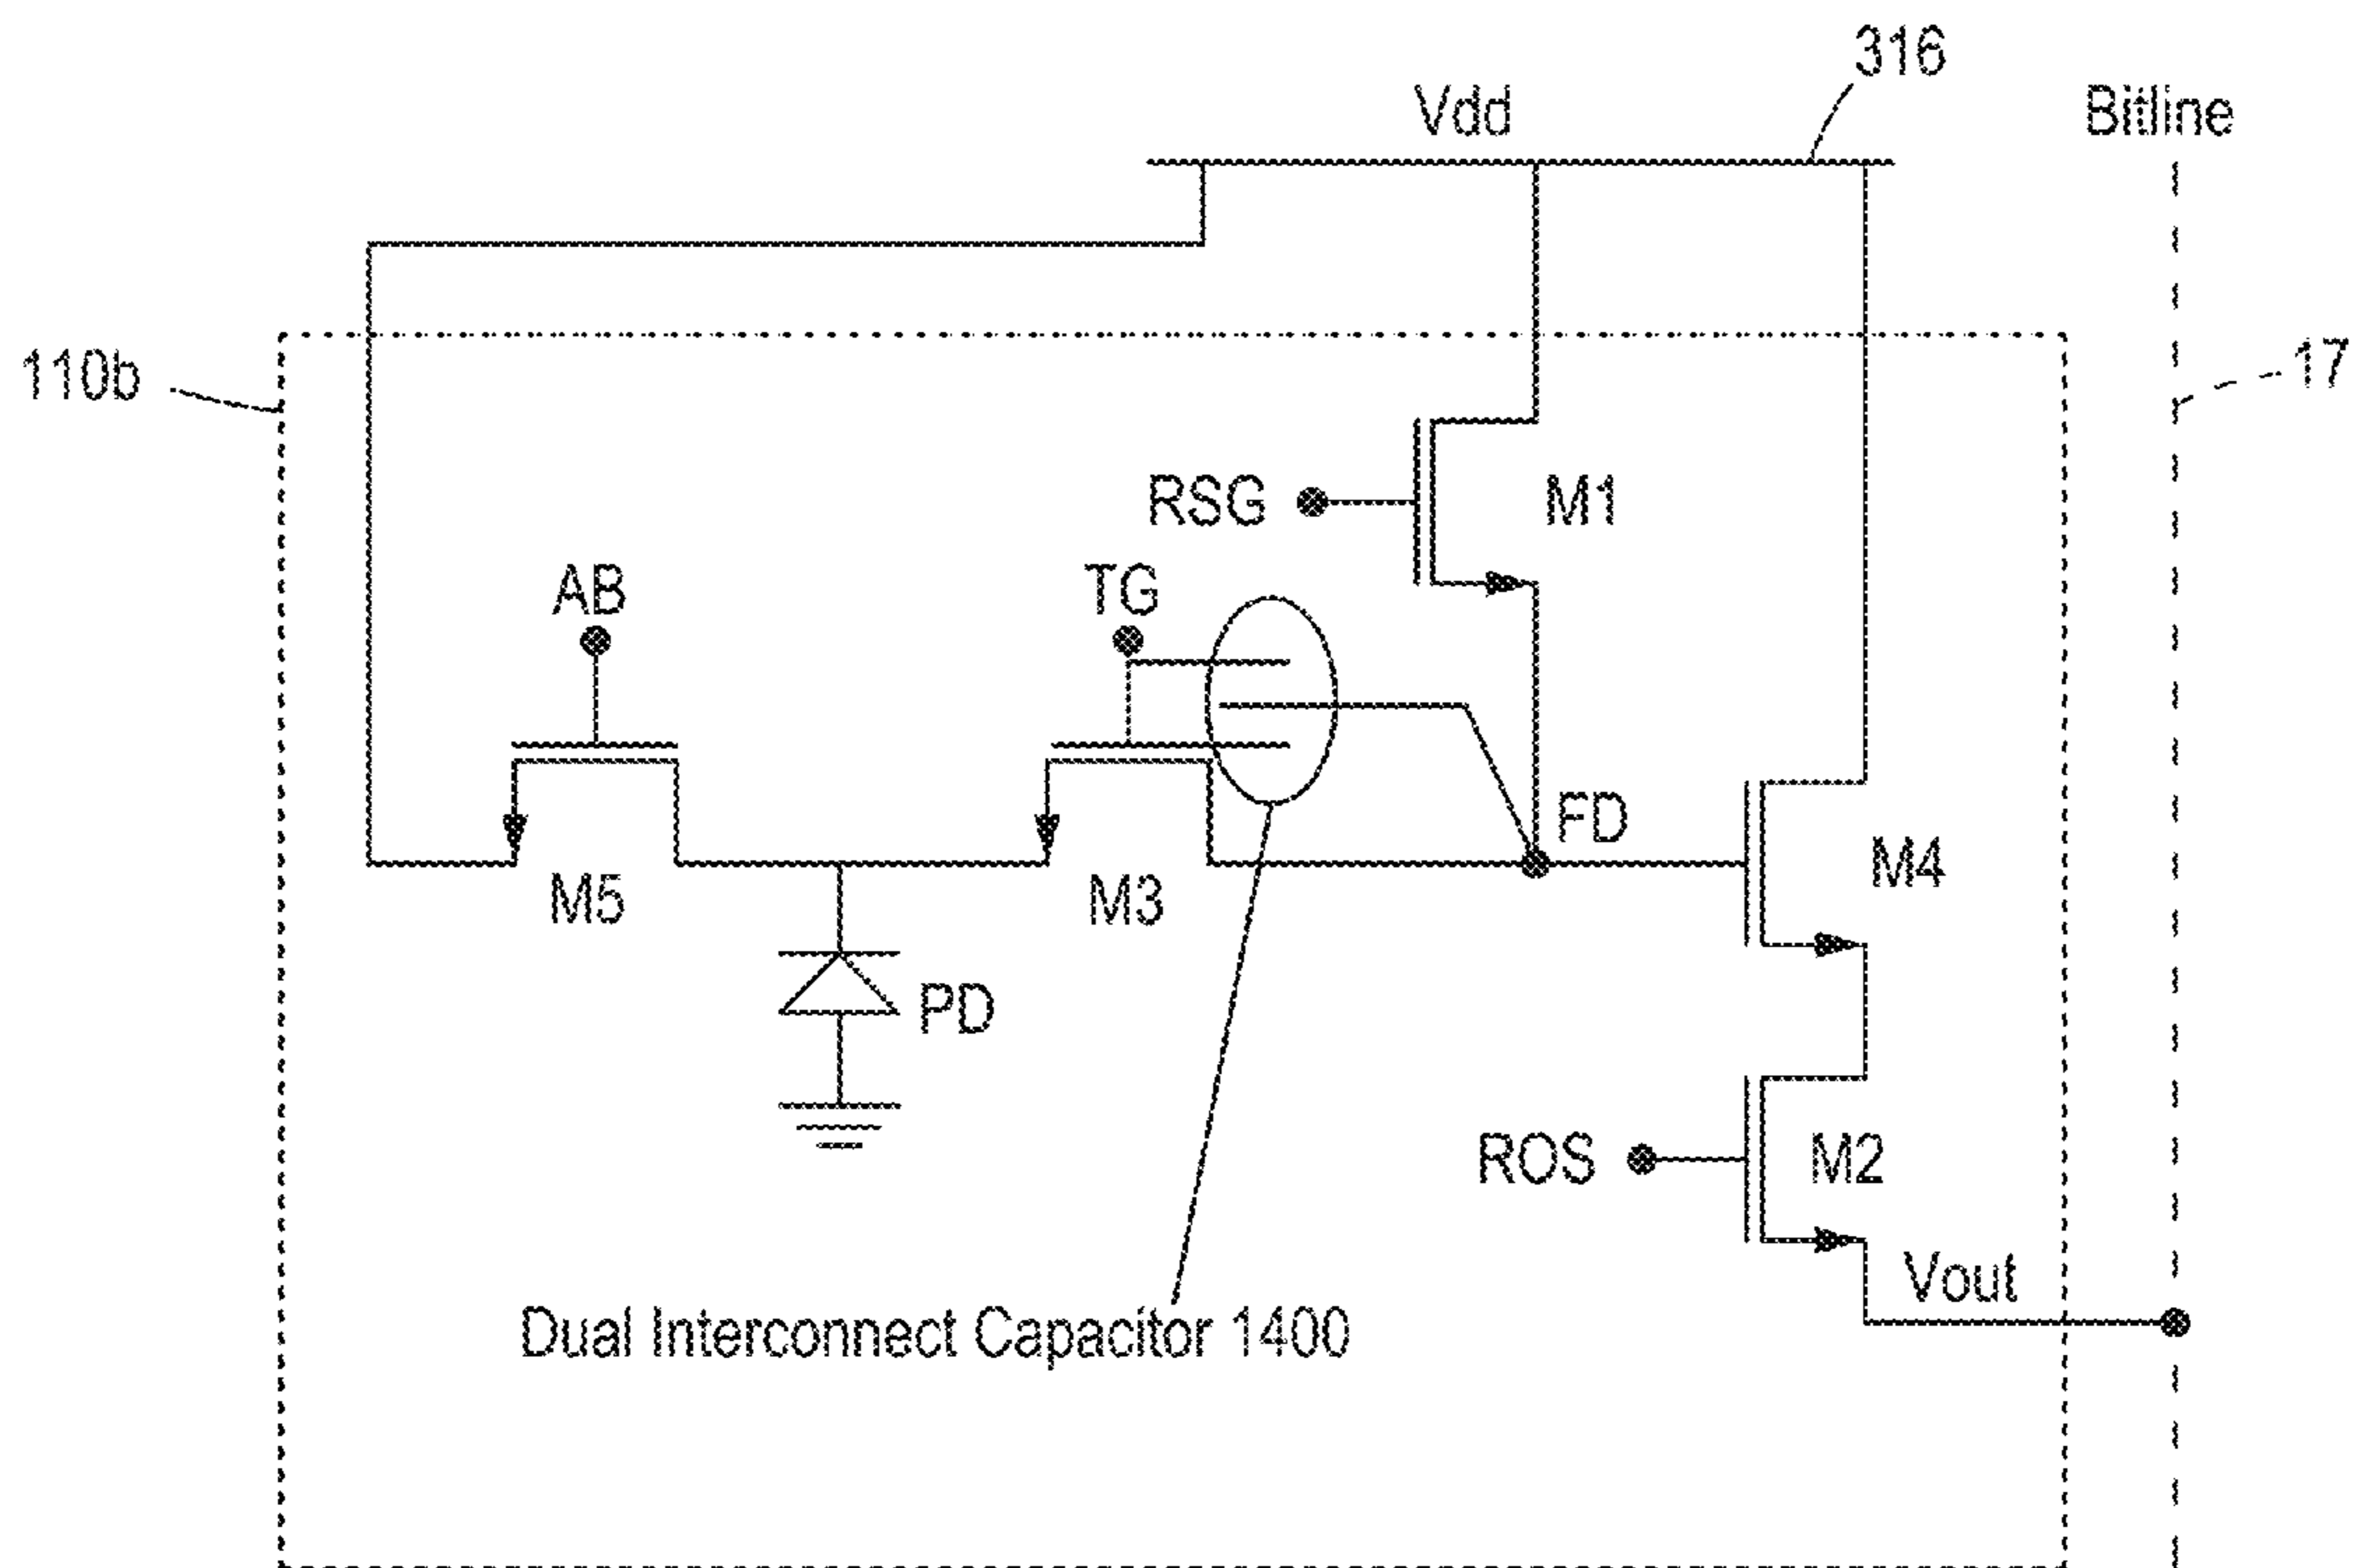 316
Vdd
Bitline
110b
17
RSG
M1
AB
TG
FD
M5
M3
M4
PD
ROS
M2
Vout
Dual Interconnect Capacitor 1400